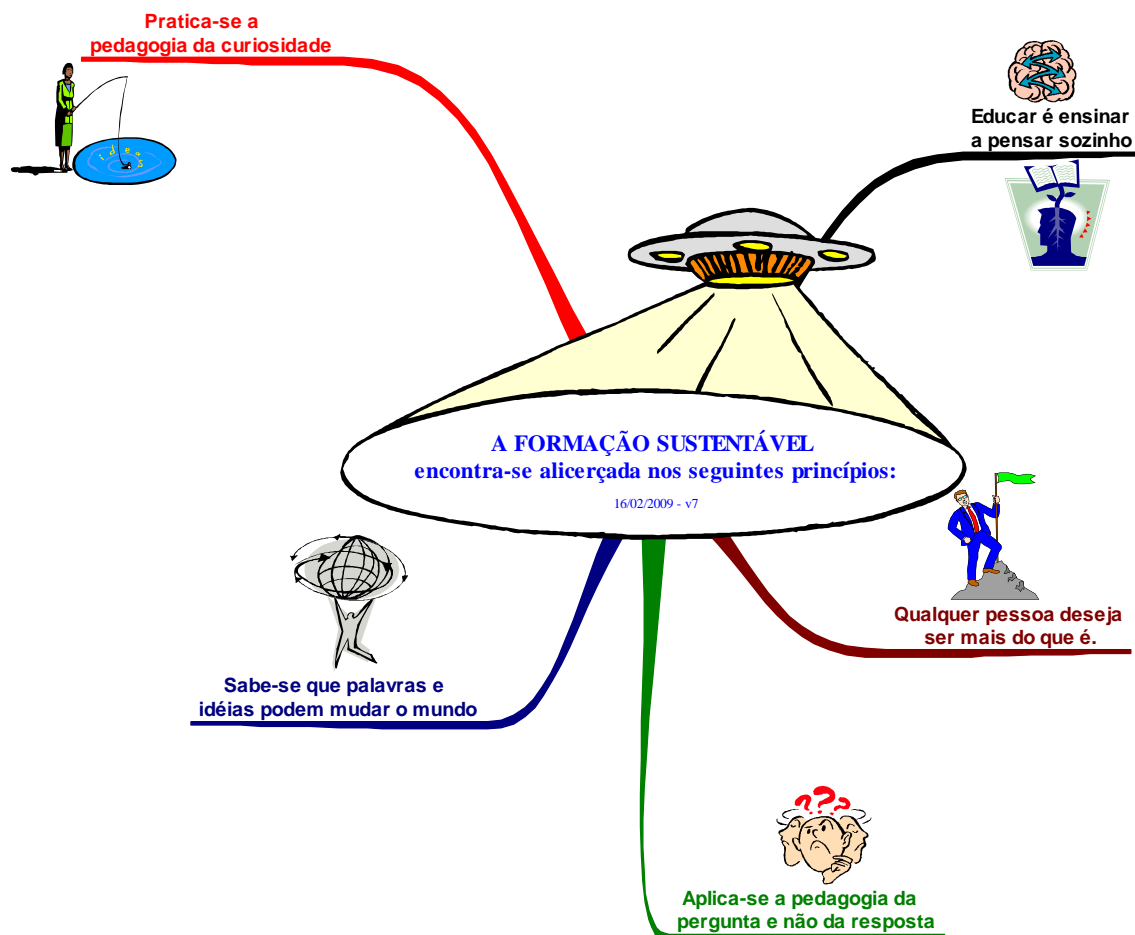 Pratica-se a
pedagogia da curiosidade
ideas
Educar é ensinar
a pensar sozinho
A FORMAÇÃO SUSTENTÁVEL
encontra-se alicerçada nos seguintes princípios:
16/02/2009 - v7
Qualquer pessoa deseja
ser mais do que é.
Sabe-se que palavras e
idéias podem mudar o mundo
???
Aplica-se a pedagogia da
pergunta e não da resposta